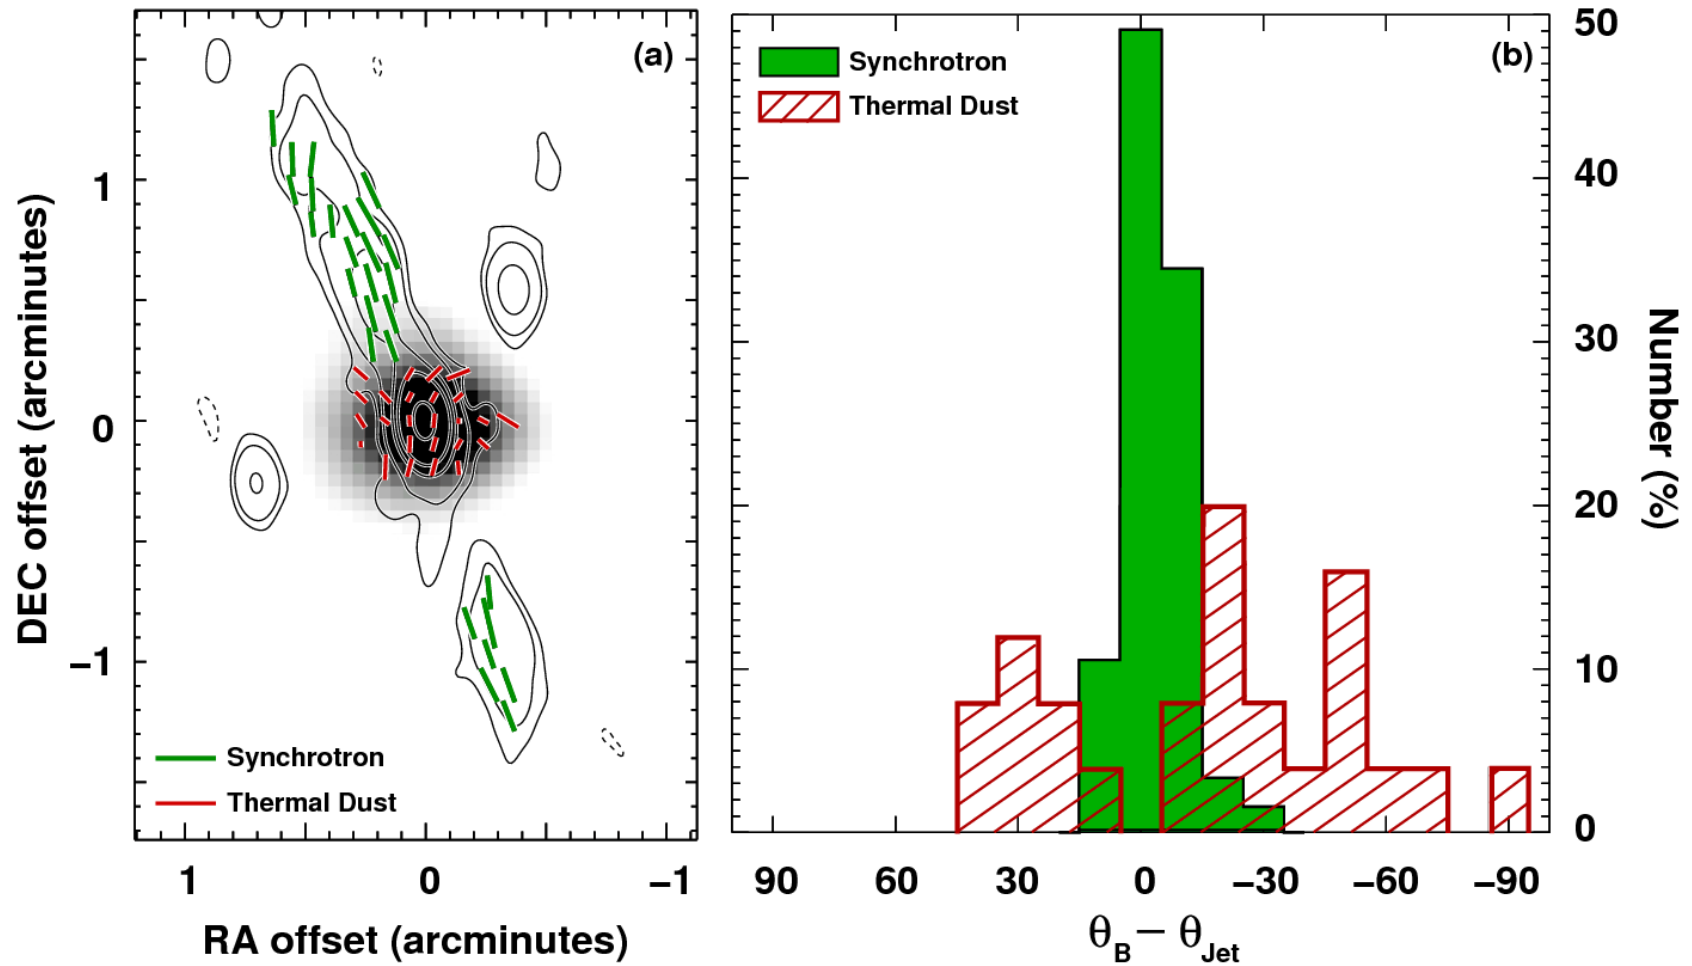 (a)
DEC offset (arcminutes)
1
0
−1
Synchrotron
Thermal Dust
1 0 −1
RA offset (arcminutes)
(b)
Synchrotron
Thermal Dust
50
40
30
20
10
0
Number (%)
90 60 30 0 −30 −60 −90
θB − θJet